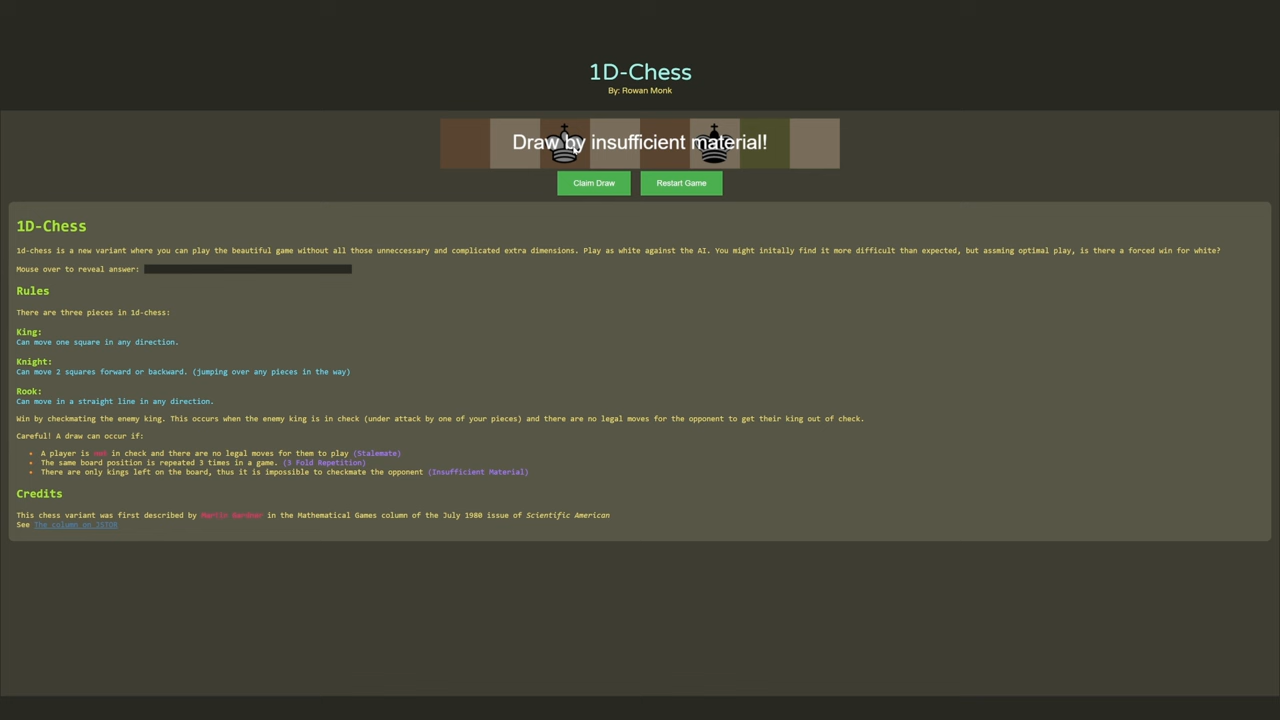 1D-Chess
By: Rowan Monk
Draw by insufficient material!
Claim Draw
Restart Game
1D-Chess
1d-chess is a new variant where you can play the beautiful game without all those unneccessary and complicated extra dimensions. Play as white against the AI. You might initally find it more difficult than expected, but assming optimal play, is there a forced win for white?
Mouse over to reveal answer:
Rules
There are three pieces in 1d-chess:
King:
Can move one square in any direction.
Knight:
Can move 2 squares forward or backward. (jumping over any pieces in the way)
Rook:
Can move in a straight line in any direction.
Win by checkmating the enemy king. This occurs when the enemy king is in check (under attack by one of your pieces) and there are no legal moves for the opponent to get their king out of check.
Careful! A draw can occur if:
A player is not in check and there are no legal moves for them to play (Stalemate)
The same board position is repeated 3 times in a game. (3 Fold Repetition)
There are only kings left on the board, thus it is impossible to checkmate the opponent (Insufficient Material)
Credits
This chess variant was first described by Martin Gardner in the Mathematical Games column of the July 1980 issue of Scientific American
See The column on JSTOR